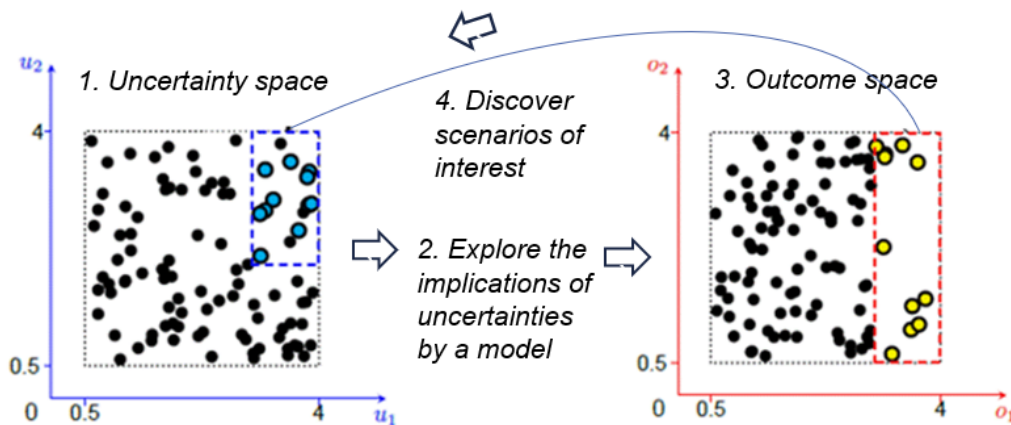 u2
1. Uncertainty space
4
0.5
0
0.5
4
u1
4. Discover
scenarios of
interest
2. Explore the
implications of
uncertainties
by a model
o2
3. Outcome space
4
0.5
0
0.5
4
o1